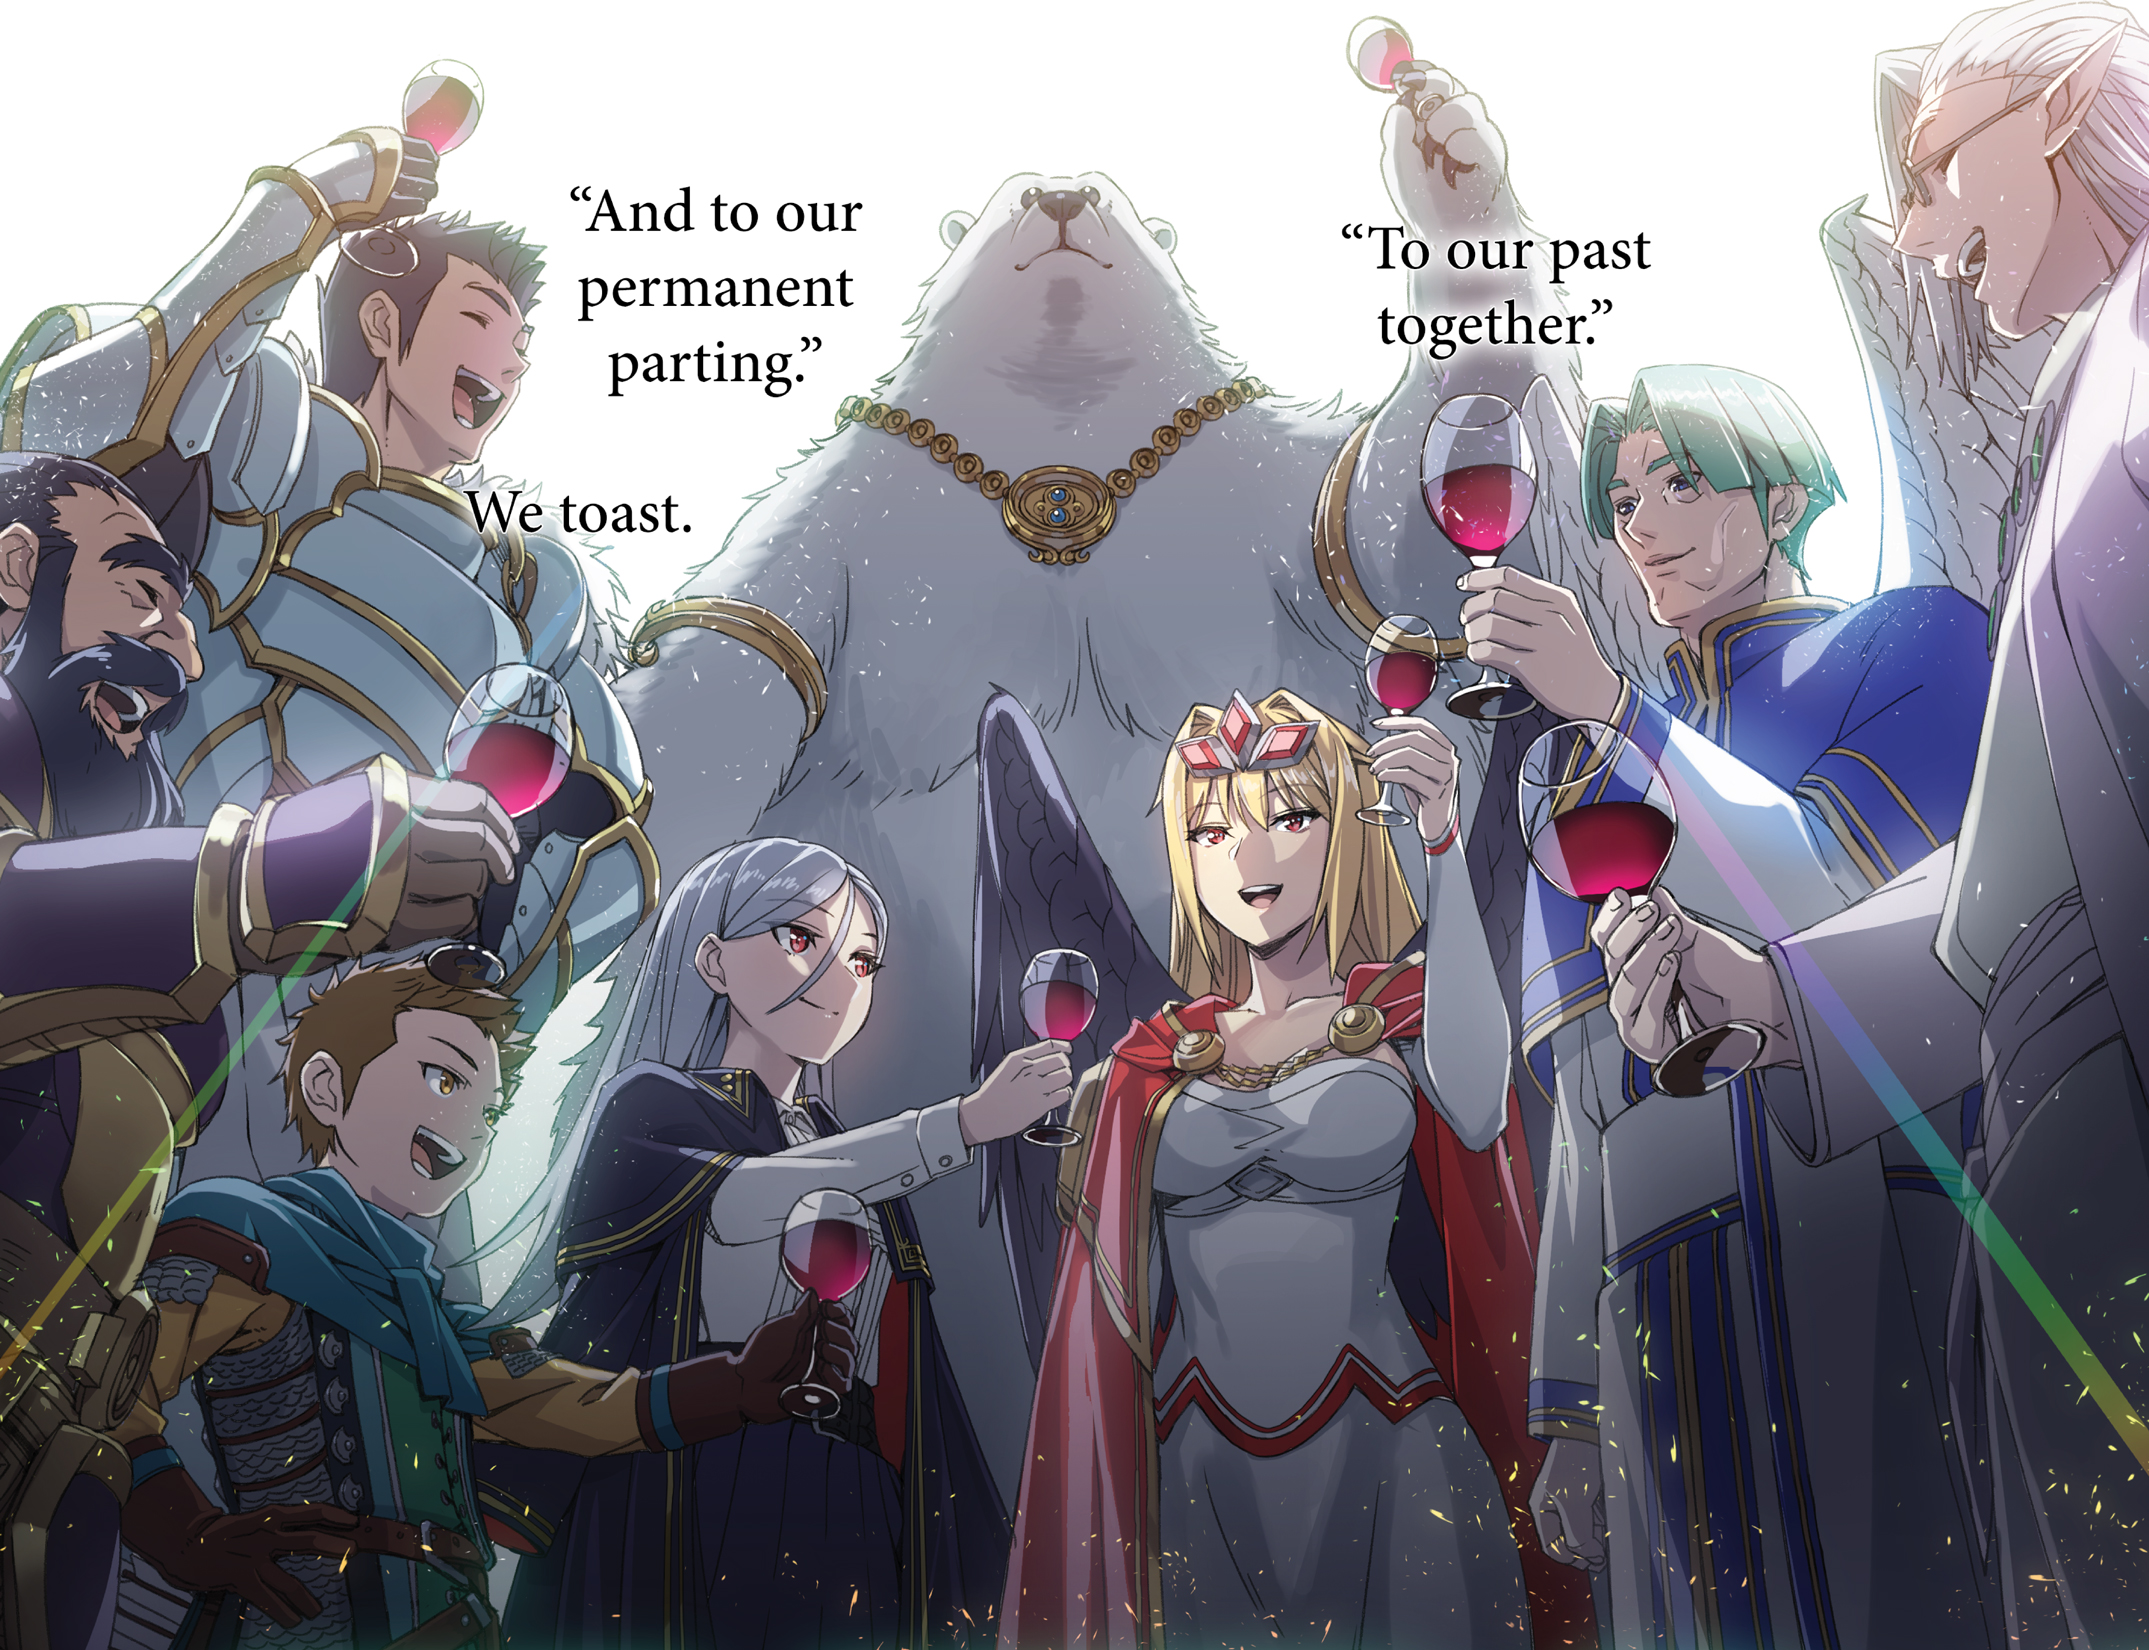 “To our past
together.”
“And to our
permanent
parting.”
We toast.